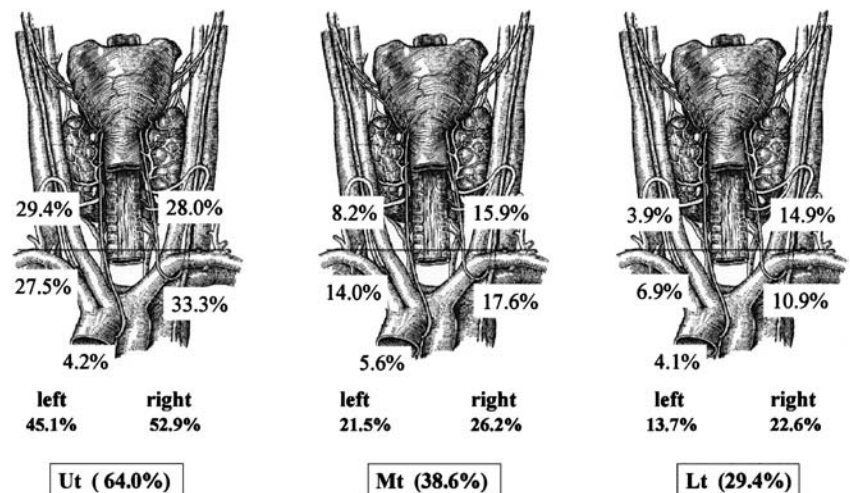 29.4% 28.0%
27.5% 33.3%
4.2%
left right
45.1% 52.9%
Ut ( 64.0%)
8.2% 15.9%
14.0% 17.6%
5.6%
left right
21.5% 26.2%
Mt (38.6%)
3.9% 14.9%
6.9% 10.9%
4.1%
left right
13.7% 22.6%
Lt (29.4%)